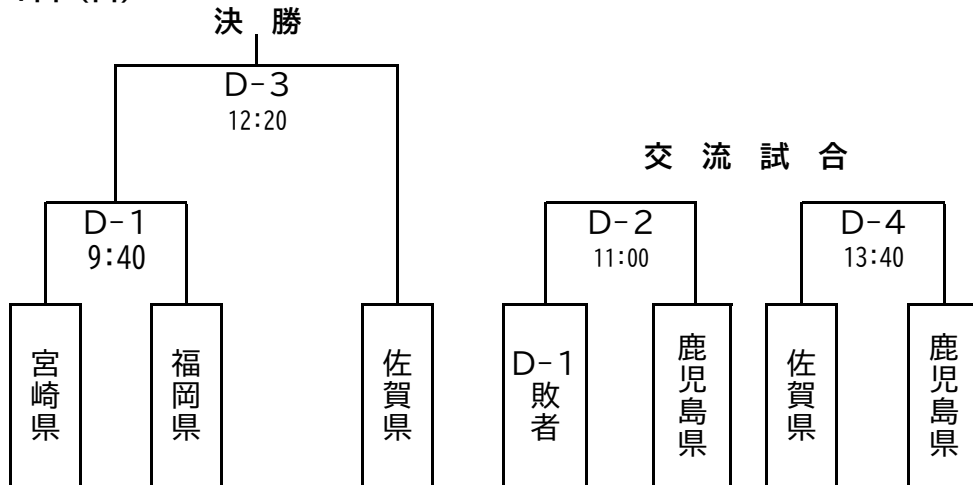 決 勝
D-3
12:20
交 流 試 合
D-1
9:40
D-2
11:00
D-4
13:40
宮崎県
福岡県
佐賀県
D-1
敗者
鹿児島県
佐賀県
鹿児島県